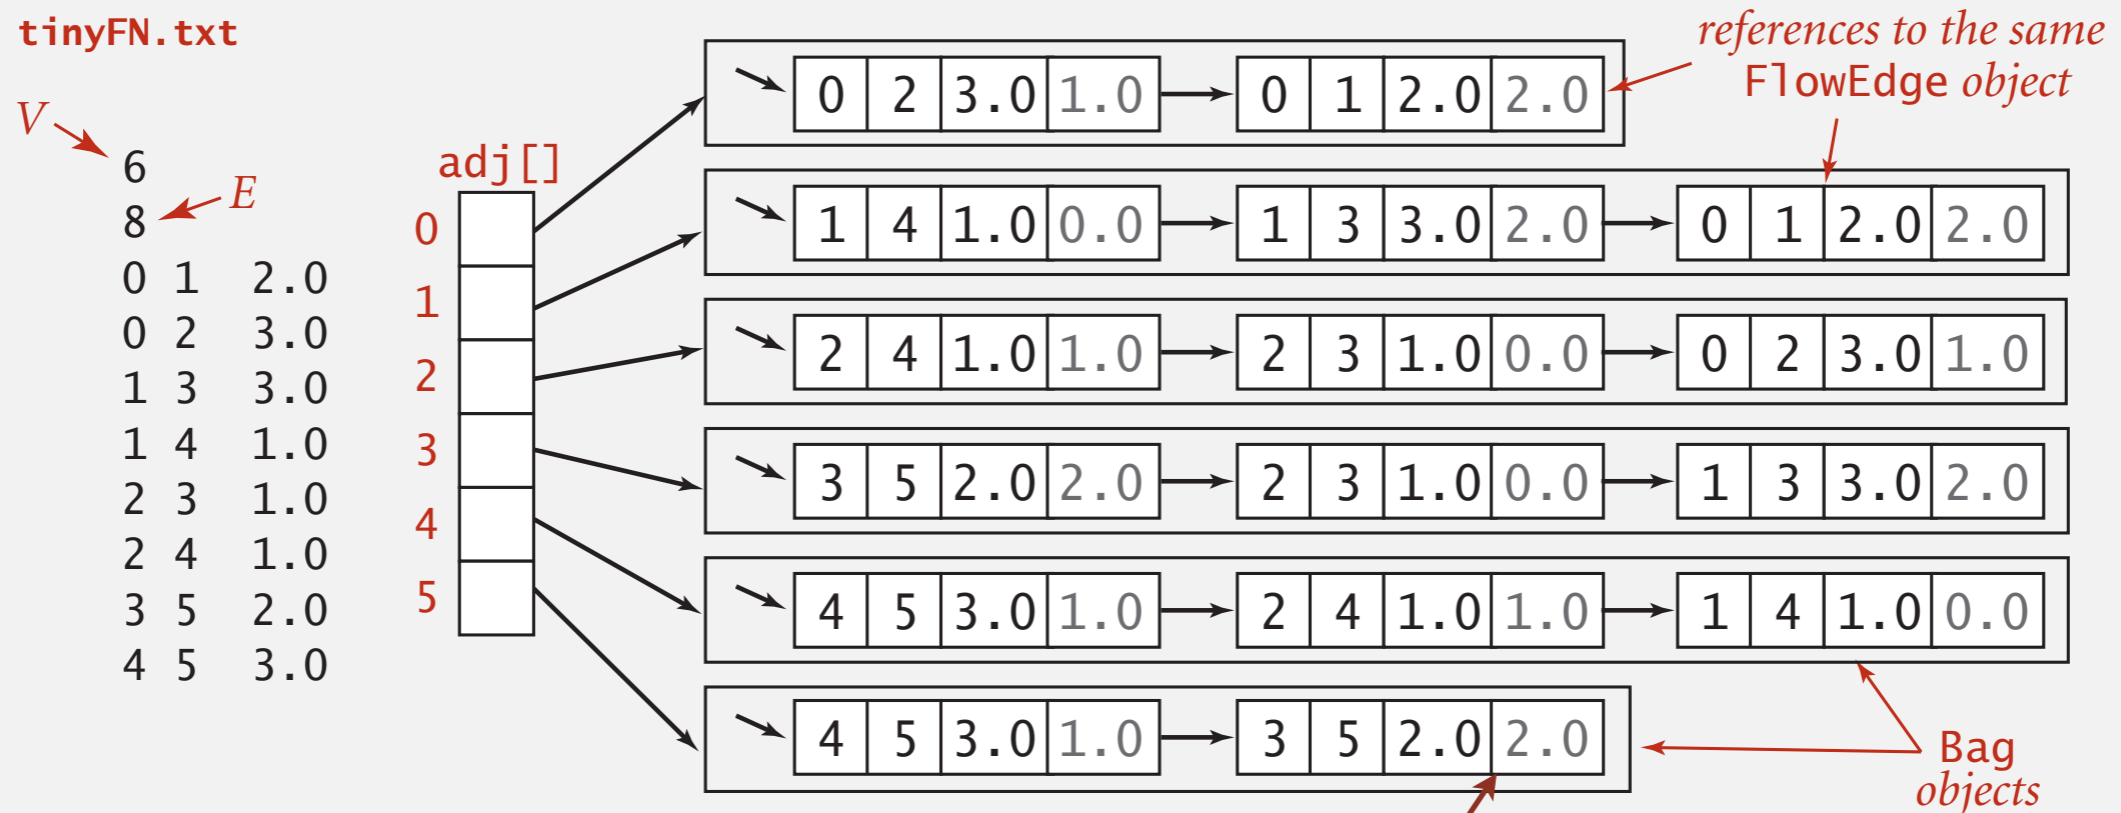 tinyFN.txt
V
6
8
E
0 1 2.0
0 2 3.0
1 3 3.0
1 4 1.0
2 3 1.0
2 4 1.0
3 5 2.0
4 5 3.0
adj[]
0
1
2
3
4
5
0 2 3.0 1.0 0 1 2.0 2.0
1 4 1.0 0.0 1 3 3.0 2.0 0 1 2.0 2.0
2 4 1.0 1.0 2 3 1.0 0.0 0 2 3.0 1.0
3 5 2.0 2.0 2 3 1.0 0.0 1 3 3.0 2.0
4 5 3.0 1.0 2 4 1.0 1.0 1 4 1.0 0.0
4 5 3.0 1.0 3 5 2.0 2.0
references to the same
FlowEdge object
Bag
objects